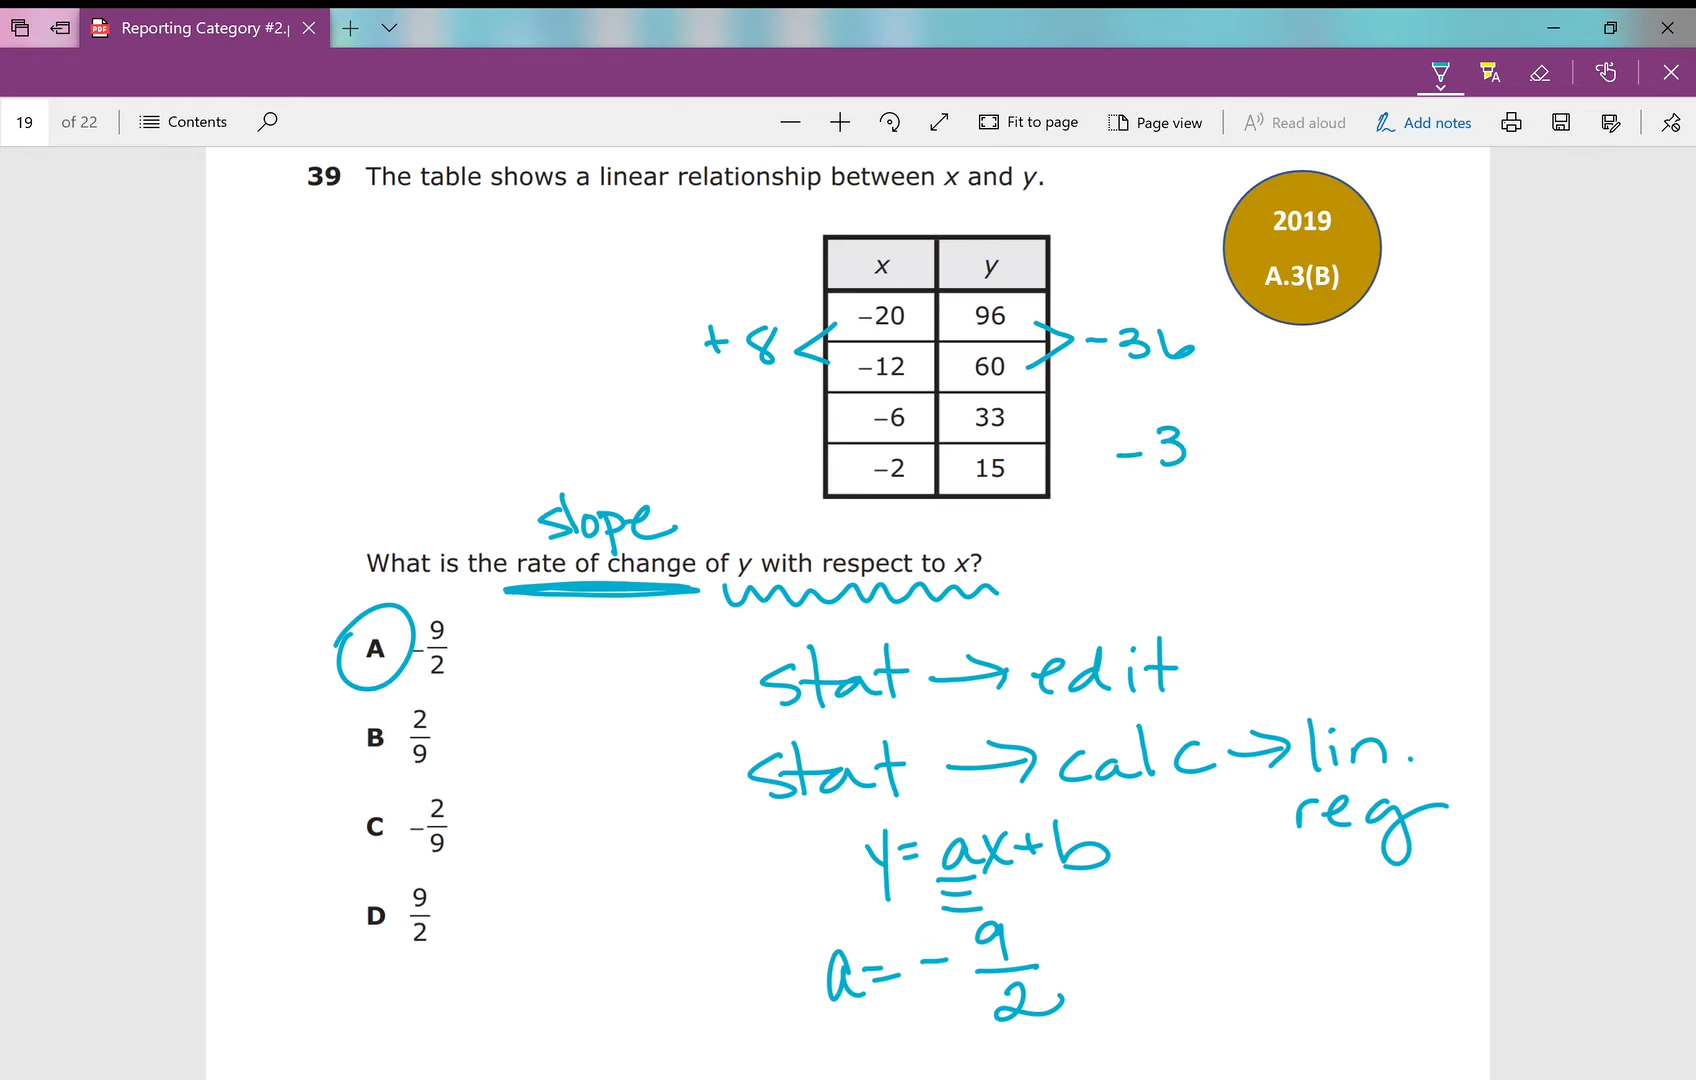 Reporting Category #2.p
19 of 22 Contents Fit to page Page view Read aloud Add notes
39 The table shows a linear relationship between x and y.
2019
A.3(B)
x y
−20 96
+8 < > -36
−12 60
−6 33
-3
−2 15
slope
What is the rate of change of y with respect to x?
A -9/2
stat → edit
B 2/9
stat → calc → lin.
reg
C -2/9
y= ax+b
D 9/2
a= - 9/2